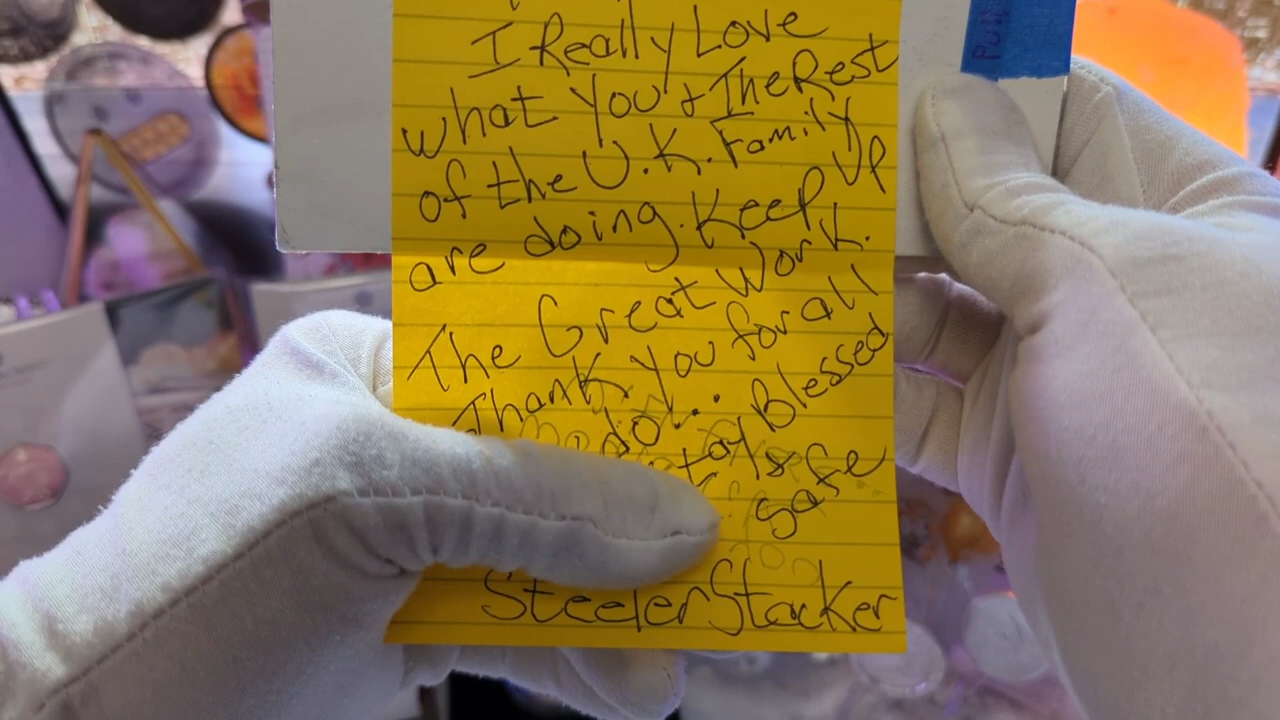 I Really Love
what you & The Rest
of the U.K. Family
are doing. Keep up
The Great Work.
Thank you for all
do!..
stay Blessed
& safe
SteelerStacker
Pull